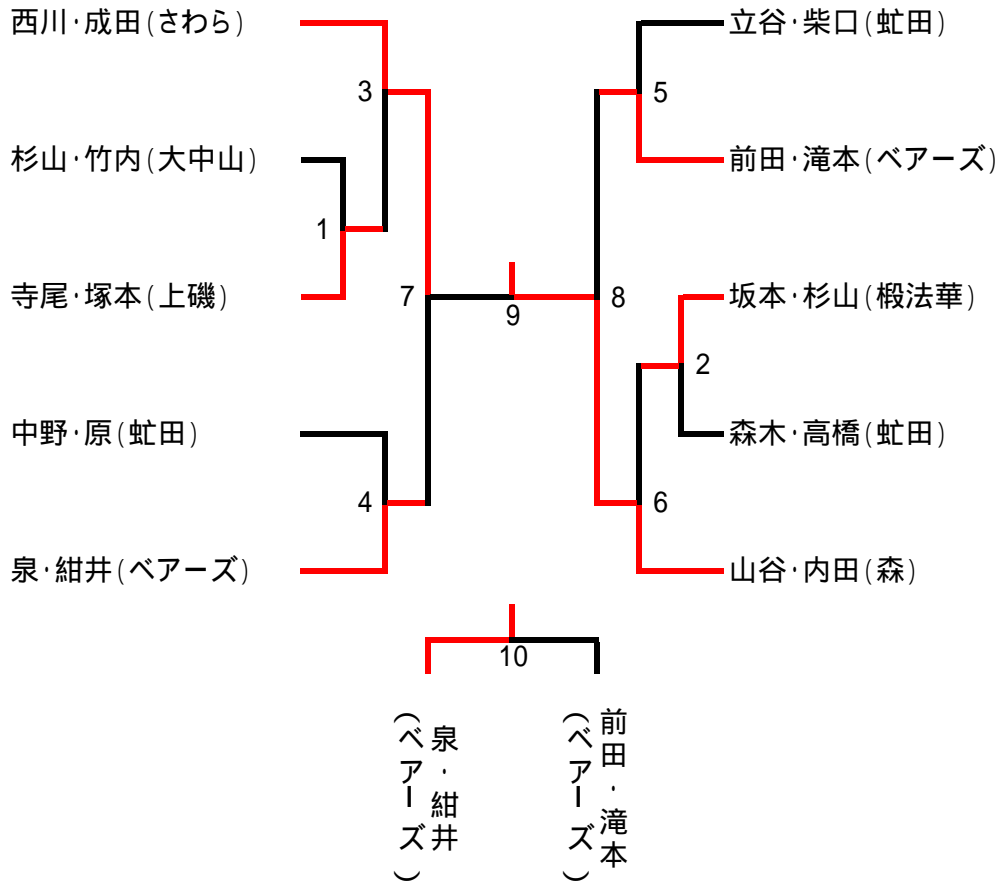 西川・成田(さわら)
杉山・竹内(大中山)
寺尾・塚本(上磯)
中野・原(虻田)
泉・紺井(ベアーズ)
3
1
7
4
9
立谷・柴口(虻田)
前田・滝本(ベアーズ)
坂本・杉山(椴法華)
森木・高橋(虻田)
山谷・内田(森)
5
8
2
6
10
泉・紺井
(ベアーズ)
前田・滝本
(ベアーズ)